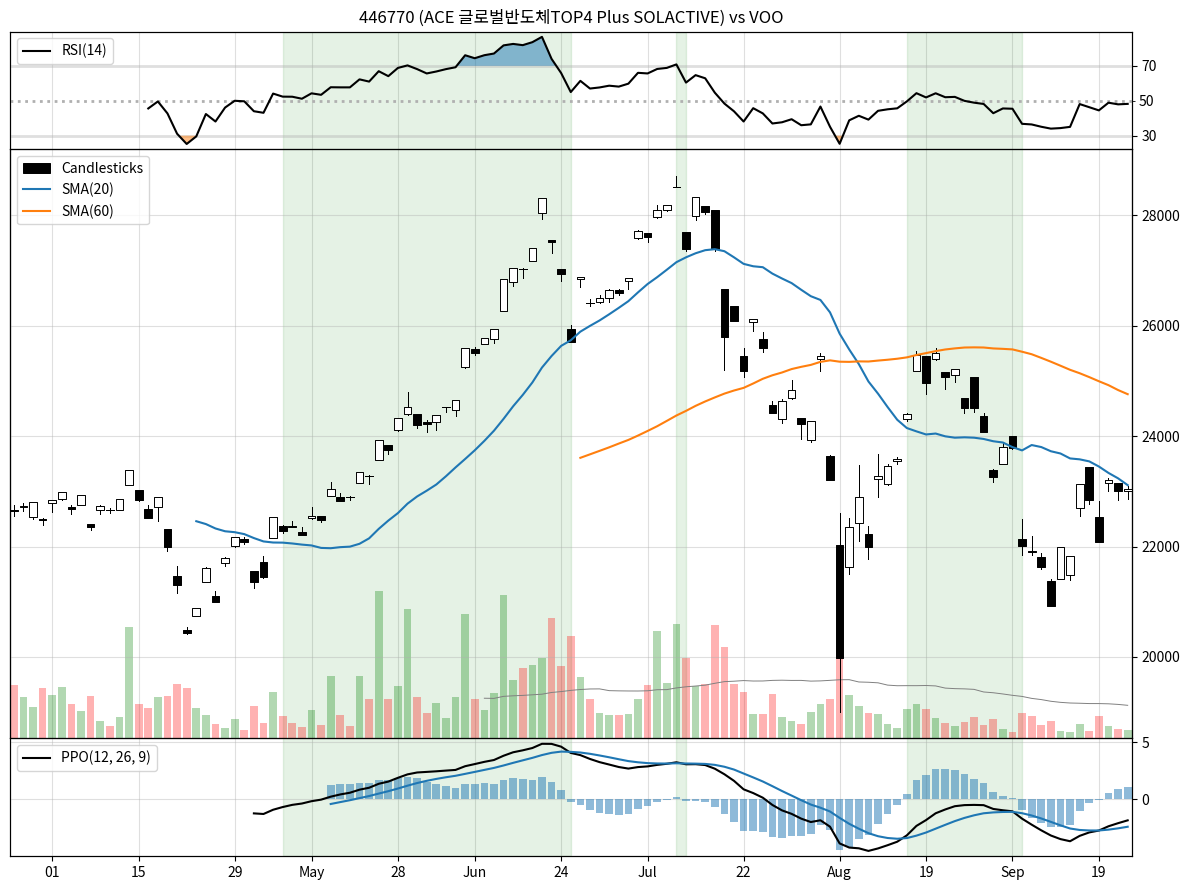 446770 (ACE 글로벌반도체TOP4 Plus SOLACTIVE) vs VOO
RSI(14)
70
50
30
Candlesticks
SMA(20)
SMA(60)
28000
26000
24000
22000
20000
PPO(12, 26, 9)
5
0
01 15 29 May 28 Jun 24 Jul 22 Aug 19 Sep 19